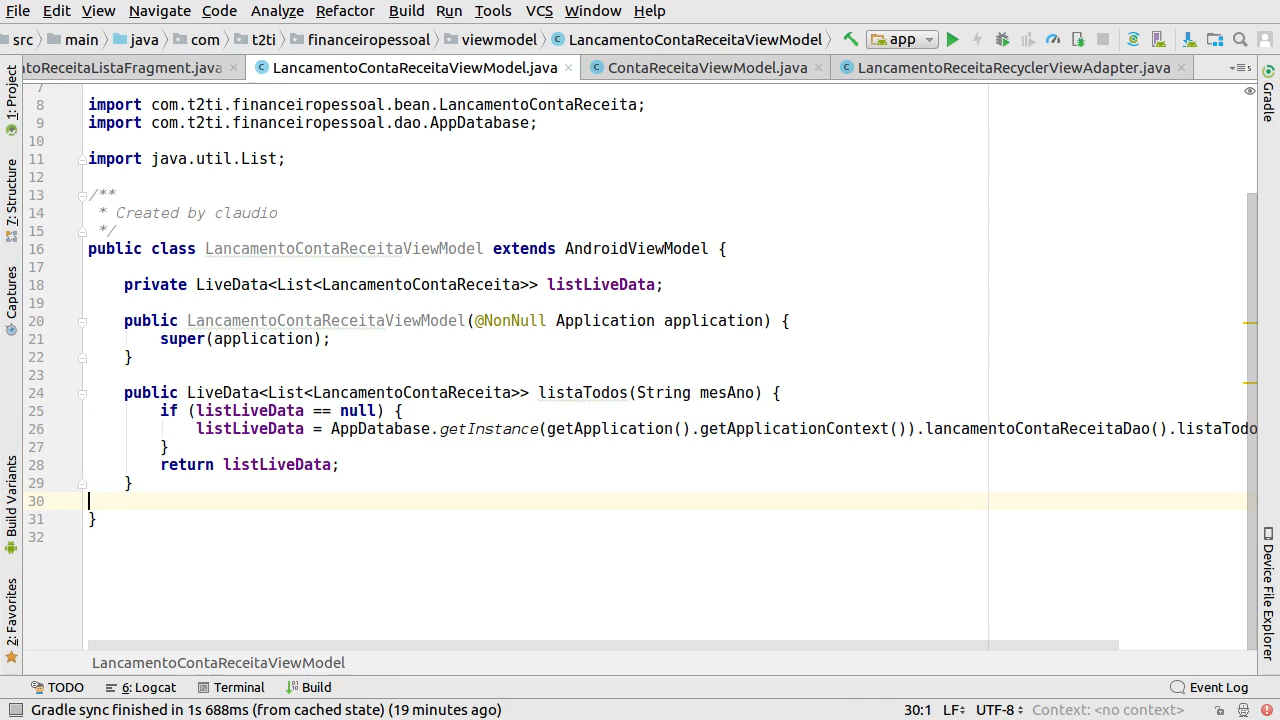 File Edit View Navigate Code Analyze Refactor Build Run Tools VCS Window Help
src main java com t2ti financeiropessoal viewmodel LancamentoContaReceitaViewModel app
toReceitaListaFragment.java LancamentoContaReceitaViewModel.java ContaReceitaViewModel.java LancamentoReceitaRecyclerViewAdapter.java
1: Project
7: Structure
Captures
Build Variants
2: Favorites
Gradle
Device File Explorer
7
8 import com.t2ti.financeiropessoal.bean.LancamentoContaReceita;
9 import com.t2ti.financeiropessoal.dao.AppDatabase;
10
11 import java.util.List;
12
13 /**
14 * Created by claudio
15 */
16 public class LancamentoContaReceitaViewModel extends AndroidViewModel {
17
18 private LiveData<List<LancamentoContaReceita>> listLiveData;
19
20 public LancamentoContaReceitaViewModel(@NonNull Application application) {
21 super(application);
22 }
23
24 public LiveData<List<LancamentoContaReceita>> listaTodos(String mesAno) {
25 if (listLiveData == null) {
26 listLiveData = AppDatabase.getInstance(getApplication().getApplicationContext()).lancamentoContaReceitaDao().listaTodo
27 }
28 return listLiveData;
29 }
30
31 }
32
LancamentoContaReceitaViewModel
TODO 6: Logcat Terminal Build Event Log
Gradle sync finished in 1s 688ms (from cached state) (19 minutes ago) 30:1 LF UTF-8 Context: <no context>